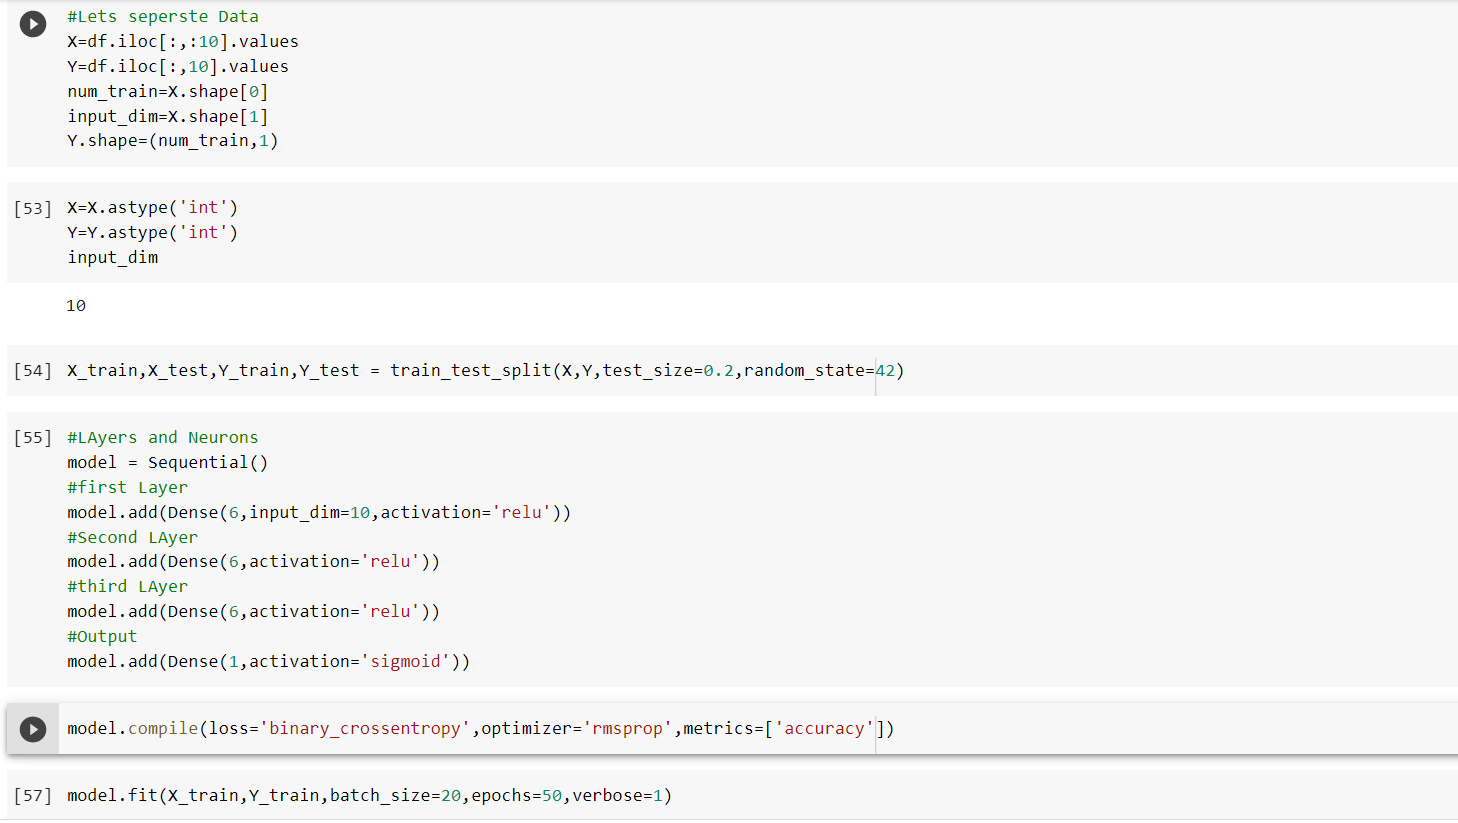 #Lets seperste Data
X=df.iloc[:,:10].values
Y=df.iloc[:,10].values
num_train=X.shape[0]
input_dim=X.shape[1]
Y.shape=(num_train,1)
[53] X=X.astype('int')
Y=Y.astype('int')
input_dim
10
[54] X_train,X_test,Y_train,Y_test = train_test_split(X,Y,test_size=0.2,random_state=42)
[55] #LAyers and Neurons
model = Sequential()
#first Layer
model.add(Dense(6,input_dim=10,activation='relu'))
#Second LAyer
model.add(Dense(6,activation='relu'))
#third LAyer
model.add(Dense(6,activation='relu'))
#Output
model.add(Dense(1,activation='sigmoid'))
model.compile(loss='binary_crossentropy',optimizer='rmsprop',metrics=['accuracy'])
[57] model.fit(X_train,Y_train,batch_size=20,epochs=50,verbose=1)